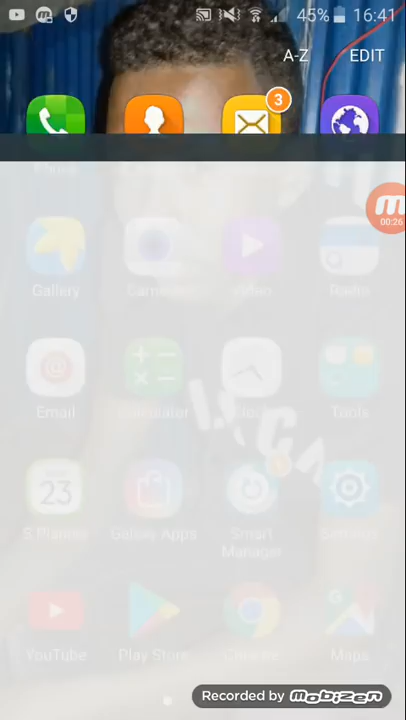 45% 16:41
A-Z EDIT
3
00:26
Gallery Camera Video Radio
Email Calculator Clock Tools
23
S Planner Galaxy Apps Smart Manager Settings
YouTube Play Store Chrome Maps
Recorded by mobizen